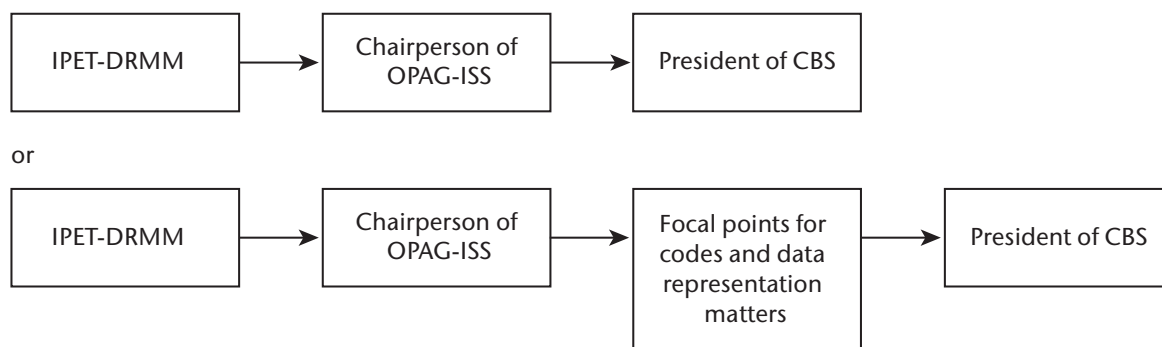 IPET-DRMM
Chairperson of
OPAG-ISS
President of CBS
or
IPET-DRMM
Chairperson of
OPAG-ISS
Focal points for
codes and data
representation
matters
President of CBS